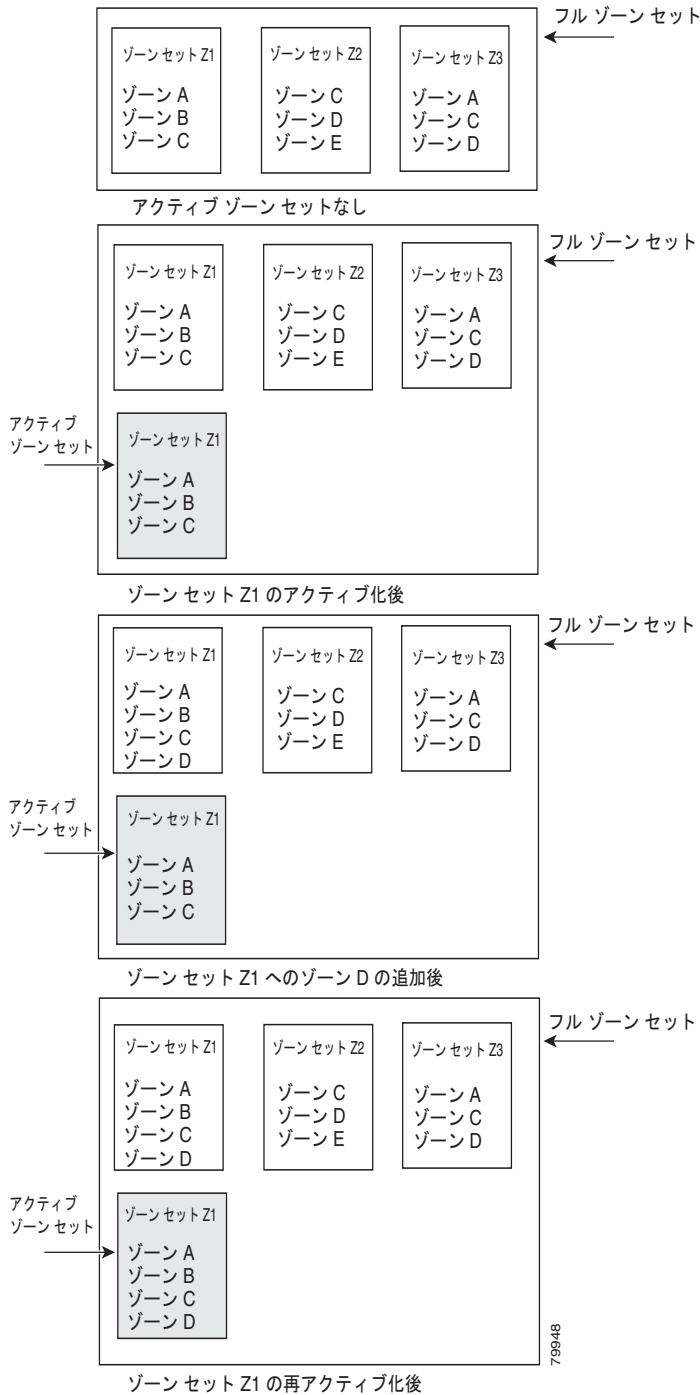 フル ゾーン セット
ゾーン セット Z1
ゾーン A
ゾーン B
ゾーン C
ゾーン セット Z2
ゾーン C
ゾーン D
ゾーン E
ゾーン セット Z3
ゾーン A
ゾーン C
ゾーン D
アクティブ ゾーン セットなし
フル ゾーン セット
ゾーン セット Z1
ゾーン A
ゾーン B
ゾーン C
ゾーン セット Z2
ゾーン C
ゾーン D
ゾーン E
ゾーン セット Z3
ゾーン A
ゾーン C
ゾーン D
アクティブ
ゾーン セット
ゾーン セット Z1
ゾーン A
ゾーン B
ゾーン C
ゾーン セット Z1 のアクティブ化後
フル ゾーン セット
ゾーン セット Z1
ゾーン A
ゾーン B
ゾーン C
ゾーン D
ゾーン セット Z2
ゾーン C
ゾーン D
ゾーン E
ゾーン セット Z3
ゾーン A
ゾーン C
ゾーン D
アクティブ
ゾーン セット
ゾーン セット Z1
ゾーン A
ゾーン B
ゾーン C
ゾーン セット Z1 へのゾーン D の追加後
フル ゾーン セット
ゾーン セット Z1
ゾーン A
ゾーン B
ゾーン C
ゾーン D
ゾーン セット Z2
ゾーン C
ゾーン D
ゾーン E
ゾーン セット Z3
ゾーン A
ゾーン C
ゾーン D
アクティブ
ゾーン セット
ゾーン セット Z1
ゾーン A
ゾーン B
ゾーン C
ゾーン D
79948
ゾーン セット Z1 の再アクティブ化後